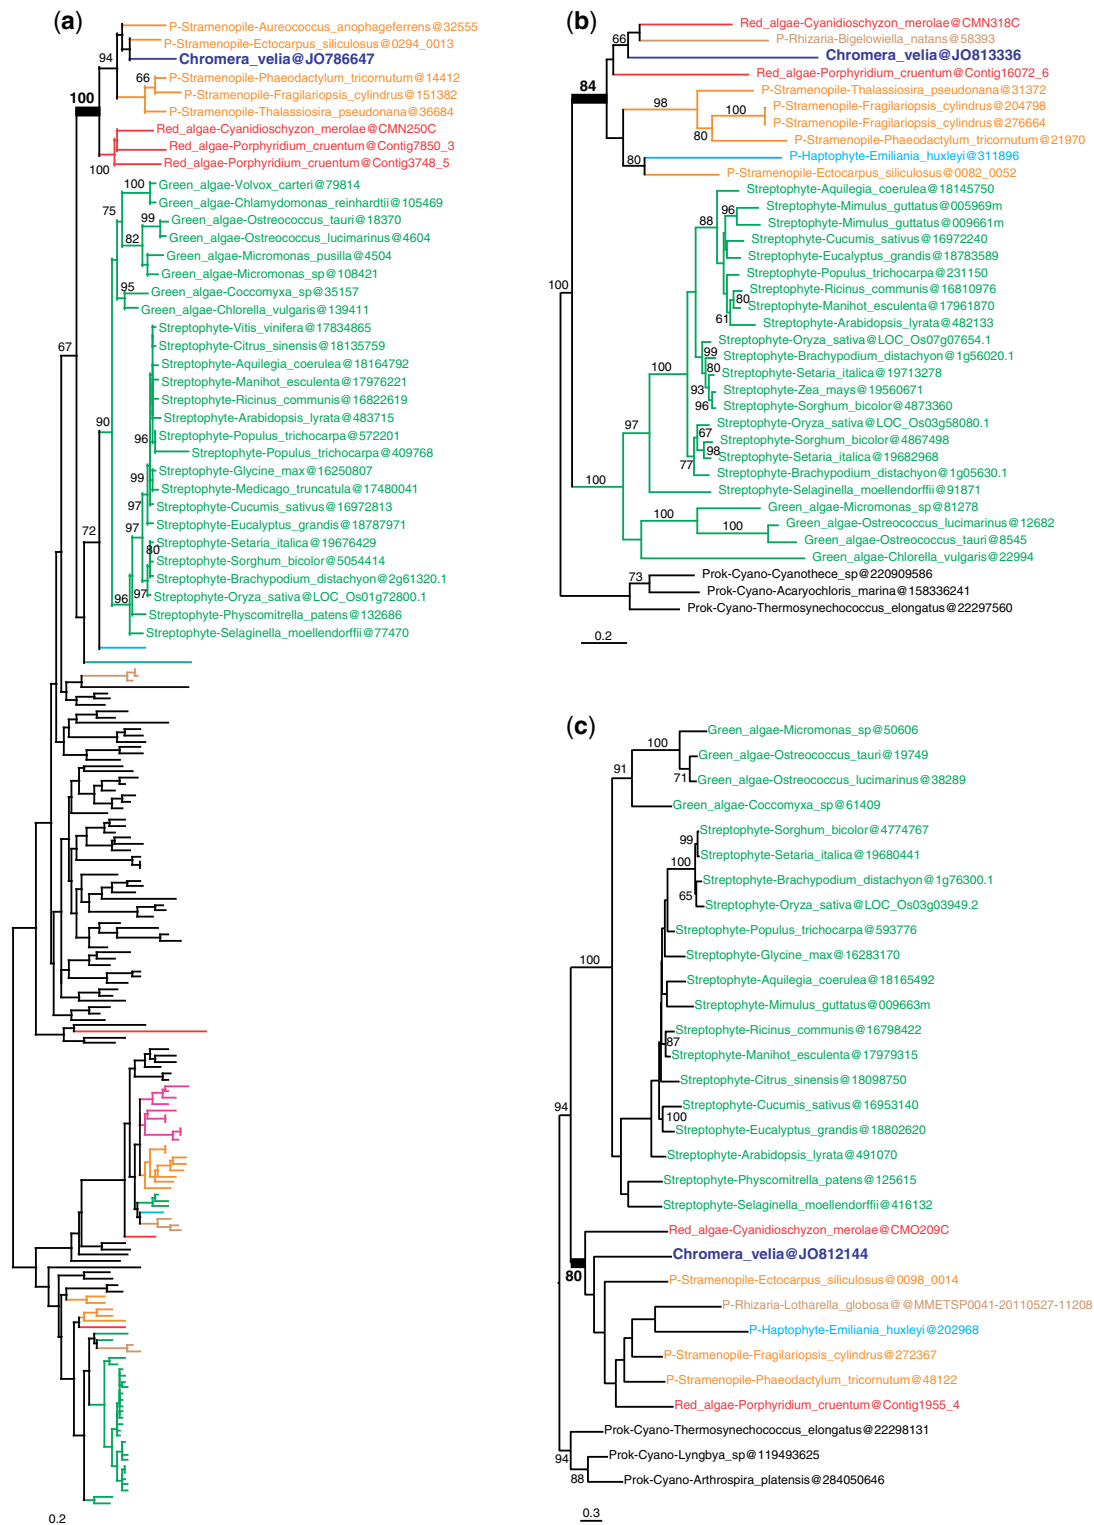 (a)
P-Stramenopile-Aureococcus_anophageferrens@32555
P-Stramenopile-Ectocarpus_siliculosus@0294_0013
94
Chromera_velia@JO786647
66
P-Stramenopile-Phaeodactylum_tricornutum@14412
P-Stramenopile-Fragilariopsis_cylindrus@151382
100
P-Stramenopile-Thalassiosira_pseudonana@36684
Red_algae-Cyanidioschyzon_merolae@CMN250C
Red_algae-Porphyridium_cruentum@Contig7850_3
Red_algae-Porphyridium_cruentum@Contig3748_5
100
100
Green_algae-Volvox_carteri@79814
Green_algae-Chlamydomonas_reinhardtii@105469
75
99
Green_algae-Ostreococcus_tauri@18370
82
Green_algae-Ostreococcus_lucimarinus@4604
Green_algae-Micromonas_pusilla@4504
Green_algae-Micromonas_sp@108421
95
Green_algae-Coccomyxa_sp@35157
Green_algae-Chlorella_vulgaris@139411
Streptophyte-Vitis_vinifera@17834865
67
Streptophyte-Citrus_sinensis@18135759
Streptophyte-Aquilegia_coerulea@18164792
Streptophyte-Manihot_esculenta@17976221
Streptophyte-Ricinus_communis@16822619
90
Streptophyte-Arabidopsis_lyrata@483715
96
Streptophyte-Populus_trichocarpa@572201
Streptophyte-Populus_trichocarpa@409768
99
Streptophyte-Glycine_max@16250807
Streptophyte-Medicago_truncatula@17480041
97
Streptophyte-Cucumis_sativus@16972813
72
97
Streptophyte-Eucalyptus_grandis@18787971
80
Streptophyte-Setaria_italica@19676429
Streptophyte-Sorghum_bicolor@5054414
Streptophyte-Brachypodium_distachyon@2g61320.1
96
97
Streptophyte-Oryza_sativa@LOC_Os01g72800.1
Streptophyte-Physcomitrella_patens@132686
Streptophyte-Selaginella_moellendorffii@77470
0.2
(b)
Red_algae-Cyanidioschyzon_merolae@CMN318C
66
P-Rhizaria-Bigelowiella_natans@58393
Chromera_velia@JO813336
84
Red_algae-Porphyridium_cruentum@Contig16072_6
P-Stramenopile-Thalassiosira_pseudonana@31372
98
100
P-Stramenopile-Fragilariopsis_cylindrus@204798
P-Stramenopile-Fragilariopsis_cylindrus@276664
80
P-Stramenopile-Phaeodactylum_tricornutum@21970
80
P-Haptophyte-Emiliania_huxleyi@311896
P-Stramenopile-Ectocarpus_siliculosus@0082_0052
Streptophyte-Aquilegia_coerulea@18145750
88
96
Streptophyte-Mimulus_guttatus@005969m
Streptophyte-Mimulus_guttatus@009661m
Streptophyte-Cucumis_sativus@16972240
Streptophyte-Eucalyptus_grandis@18783589
Streptophyte-Populus_trichocarpa@231150
100
Streptophyte-Ricinus_communis@16810976
80
Streptophyte-Manihot_esculenta@17961870
61
Streptophyte-Arabidopsis_lyrata@482133
Streptophyte-Oryza_sativa@LOC_Os07g07654.1
99
Streptophyte-Brachypodium_distachyon@1g56020.1
100
80
Streptophyte-Setaria_italica@19713278
93
Streptophyte-Zea_mays@19560671
96
Streptophyte-Sorghum_bicolor@4873360
97
Streptophyte-Oryza_sativa@LOC_Os03g58080.1
67
Streptophyte-Sorghum_bicolor@4867498
98
Streptophyte-Setaria_italica@19682968
77
Streptophyte-Brachypodium_distachyon@1g05630.1
100
Streptophyte-Selaginella_moellendorffii@91871
Green_algae-Micromonas_sp@81278
100
100
Green_algae-Ostreococcus_lucimarinus@12682
Green_algae-Ostreococcus_tauri@8545
Green_algae-Chlorella_vulgaris@22994
73
Prok-Cyano-Cyanothece_sp@220909586
Prok-Cyano-Acaryochloris_marina@158336241
Prok-Cyano-Thermosynechococcus_elongatus@22297560
0.2
(c)
Green_algae-Micromonas_sp@50606
100
Green_algae-Ostreococcus_tauri@19749
91
71
Green_algae-Ostreococcus_lucimarinus@38289
Green_algae-Coccomyxa_sp@61409
Streptophyte-Sorghum_bicolor@4774767
99
Streptophyte-Setaria_italica@19680441
100
Streptophyte-Brachypodium_distachyon@1g76300.1
65
Streptophyte-Oryza_sativa@LOC_Os03g03949.2
Streptophyte-Populus_trichocarpa@593776
Streptophyte-Glycine_max@16283170
100
Streptophyte-Aquilegia_coerulea@18165492
Streptophyte-Mimulus_guttatus@009663m
Streptophyte-Ricinus_communis@16798422
87
Streptophyte-Manihot_esculenta@17979315
Streptophyte-Citrus_sinensis@18098750
94
Streptophyte-Cucumis_sativus@16953140
100
Streptophyte-Eucalyptus_grandis@18802620
Streptophyte-Arabidopsis_lyrata@491070
Streptophyte-Physcomitrella_patens@125615
Streptophyte-Selaginella_moellendorffii@416132
Red_algae-Cyanidioschyzon_merolae@CMO209C
Chromera_velia@JO812144
80
P-Stramenopile-Ectocarpus_siliculosus@0098_0014
P-Rhizaria-Lotharella_globosa@@MMETSP0041-20110527-11208
P-Haptophyte-Emiliania_huxleyi@202968
P-Stramenopile-Fragilariopsis_cylindrus@272367
P-Stramenopile-Phaeodactylum_tricornutum@48122
Red_algae-Porphyridium_cruentum@Contig1955_4
Prok-Cyano-Thermosynechococcus_elongatus@22298131
94
Prok-Cyano-Lyngbya_sp@119493625
88
Prok-Cyano-Arthrospira_platensis@284050646
0.3